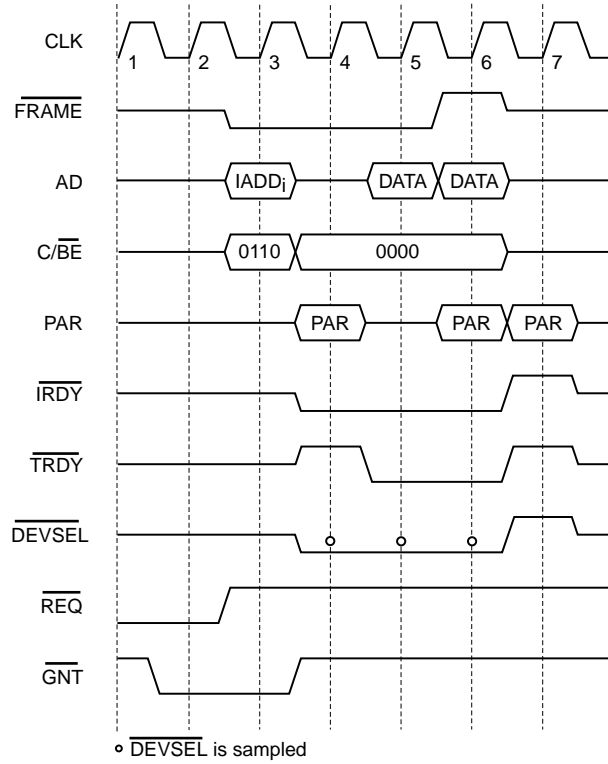 CLK
1 2 3 4 5 6 7
FRAME
AD
IADDi DATA DATA
C/BE
0110 0000
PAR
PAR PAR PAR
IRDY
TRDY
DEVSEL
REQ
GNT
DEVSEL is sampled